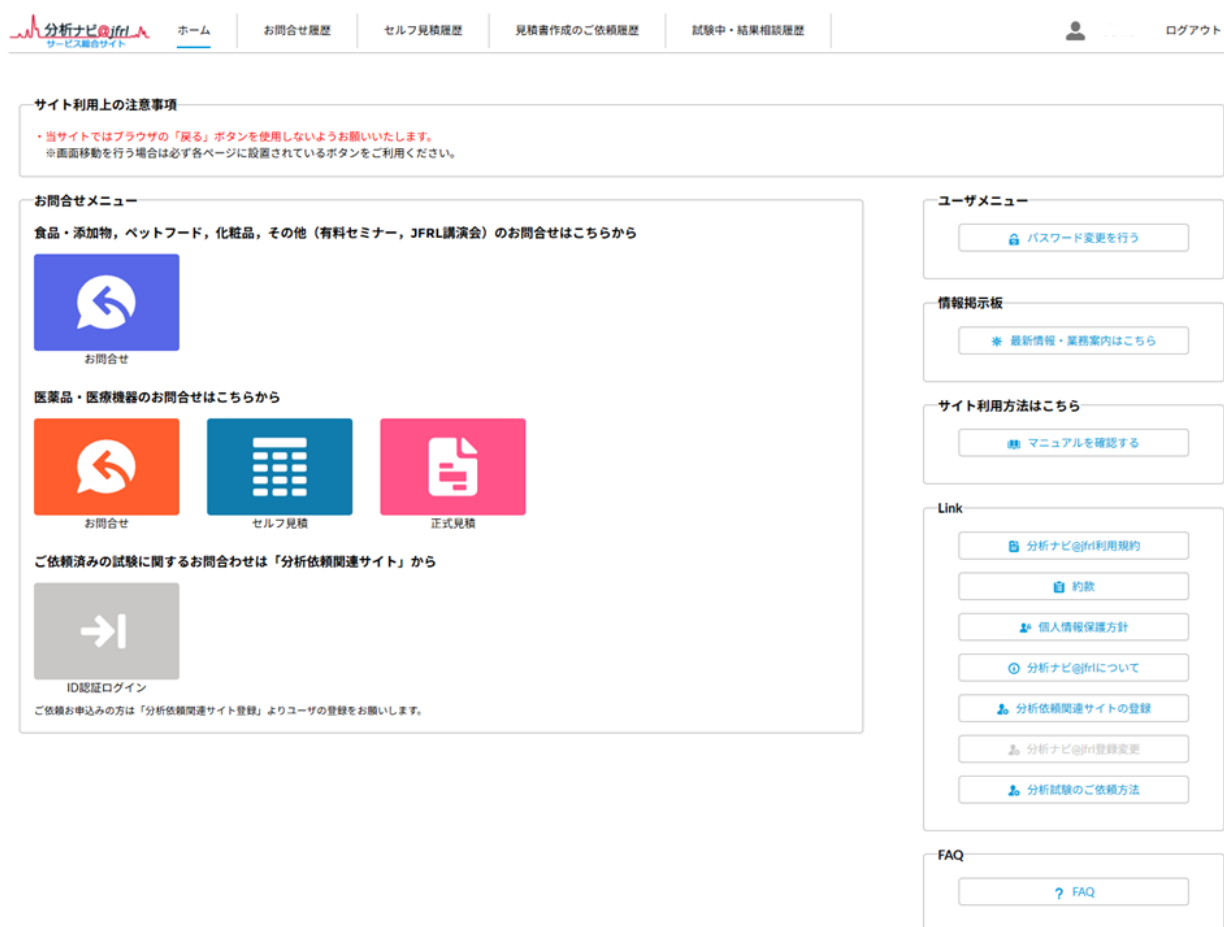 分析ナビ@jfrl
サービス総合サイト
ホーム
お問合せ履歴
セルフ見積履歴
見積書作成のご依頼履歴
試験中・結果相談履歴
ログアウト
サイト利用上の注意事項
・当サイトではブラウザの「戻る」ボタンを使用しないようお願いいたします。
※画面移動を行う場合は必ず各ページに設置されているボタンをご利用ください。
お問合せメニュー
食品・添加物，ペットフード，化粧品，その他（有料セミナー，JFRL講演会）のお問合せはこちらから
お問合せ
医薬品・医療機器のお問合せはこちらから
お問合せ
セルフ見積
正式見積
ご依頼済みの試験に関するお問合わせは「分析依頼関連サイト」から
ID認証ログイン
ご依頼お申込みの方は「分析依頼関連サイト登録」よりユーザの登録をお願いします。
ユーザメニュー
パスワード変更を行う
情報掲示板
最新情報・業務案内はこちら
サイト利用方法はこちら
マニュアルを確認する
Link
分析ナビ@jfrl利用規約
約款
個人情報保護方針
分析ナビ@jfrlについて
分析依頼関連サイトの登録
分析ナビ@jfrl登録変更
分析試験のご依頼方法
FAQ
? FAQ